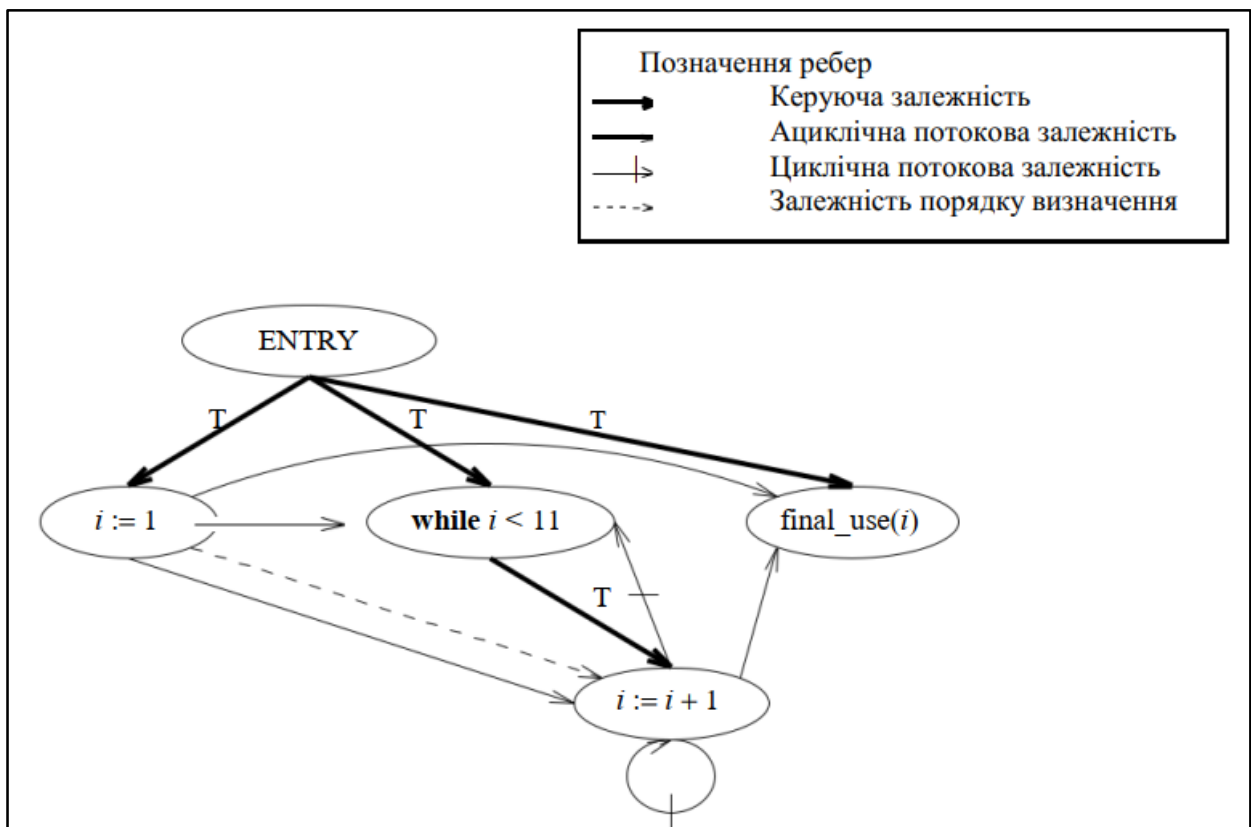 Позначення ребер
Керуюча залежність
Ациклічна потокова залежність
Циклічна потокова залежність
Залежність порядку визначення
ENTRY
T T T
i := 1 while i < 11 final_use(i)
T
i := i + 1